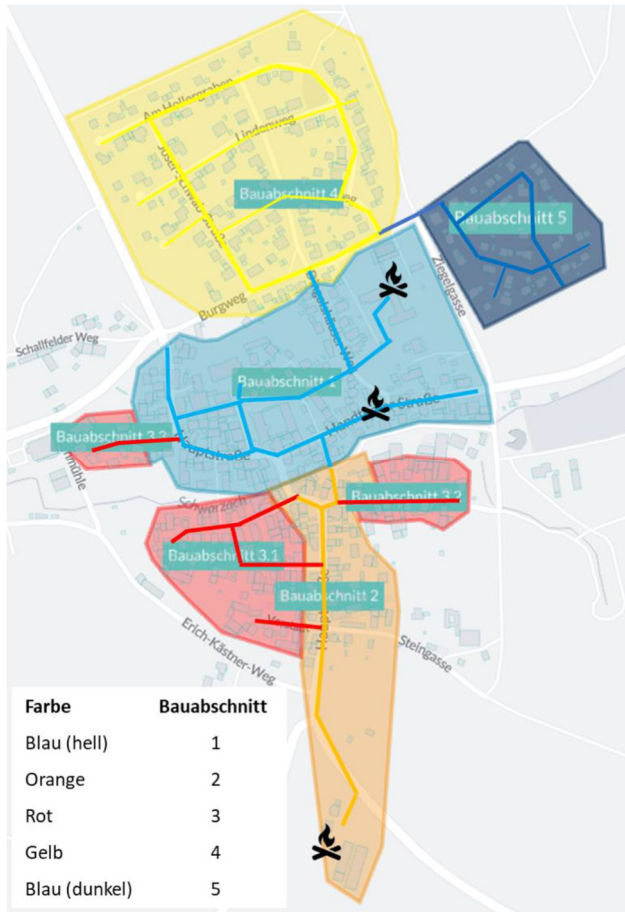 Am Hollergraben
Lindenweg
Bauabschnitt 4
Bauabschnitt 5
Ziegelgasse
Burgweg
Schallfelder Weg
Bauabschnitt 1
Hauptstraße
Straße
Bauabschnitt 3.3
Schwarzach
Bauabschnitt 3.2
Bauabschnitt 3.1
Bauabschnitt 2
Erich-Kästner-Weg
Steingasse
Farbe Bauabschnitt
Blau (hell) 1
Orange 2
Rot 3
Gelb 4
Blau (dunkel) 5